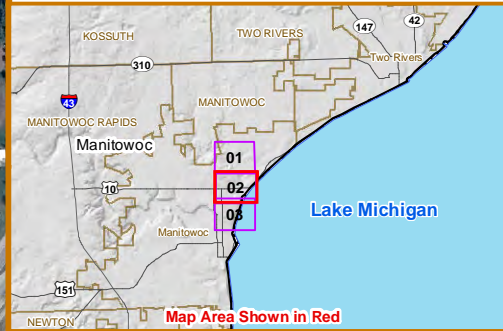 KOSSUTH
TWO RIVERS
147
42
Two Rivers
310
43
MANITOWOC
MANITOWOC RAPIDS
Manitowoc
01
10
02
03
Lake Michigan
Manitowoc
151
NEWTON
Map Area Shown in Red